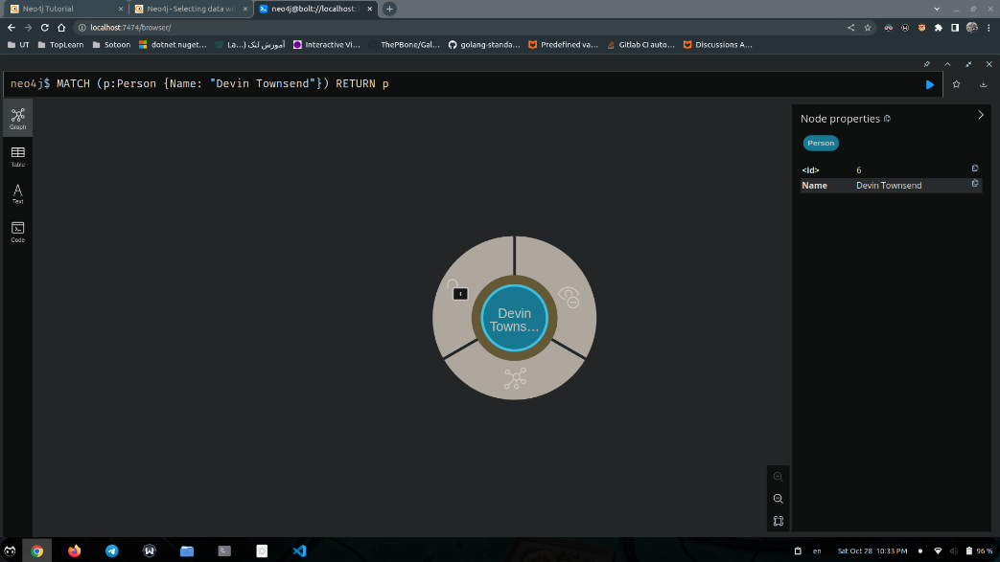 Neo4j Tutorial
Neo4j - Selecting data wi
neo4j@bolt://localhost:7
localhost:7474/browser/
UT
TopLearn
Sotoon
dotnet nuget…
آموزش لنک (…La
Interactive Vi…
ThePBone/Gal…
golang-standa…
Predefined va…
Gitlab CI auto…
Discussions A…
neo4j$ MATCH (p:Person {Name: "Devin Townsend"}) RETURN p
Graph
Table
Text
Code
Devin
Towns…
Node properties
Person
<id> 6
Name Devin Townsend
en
Sat Oct 28 10:33 PM
96 %